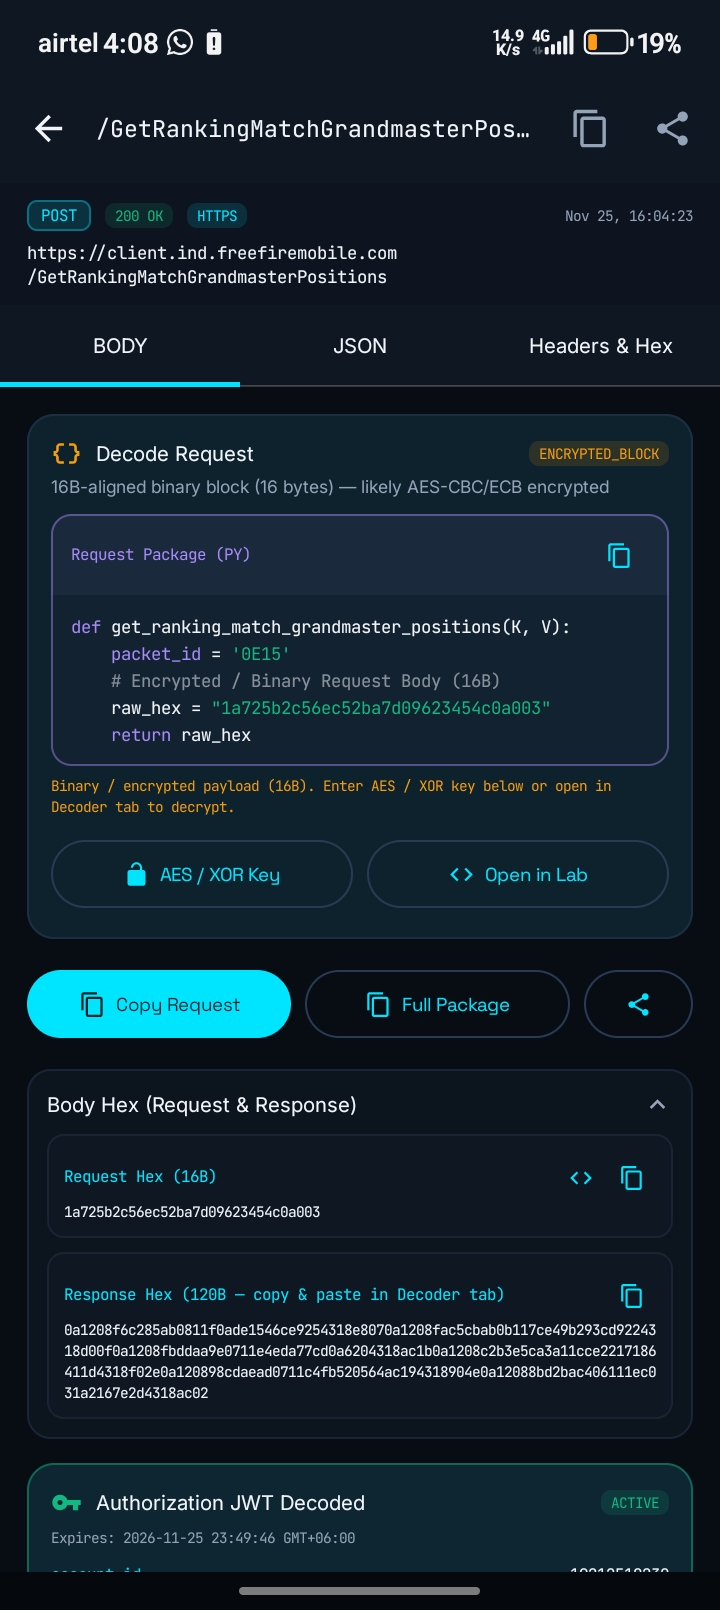 airtel 4:08
14.9 K/s 4G 19%
/GetRankingMatchGrandmasterPos…
POST 200 OK HTTPS Nov 25, 16:04:23
https://client.ind.freefiremobile.com
/GetRankingMatchGrandmasterPositions
BODY JSON Headers & Hex
{} Decode Request ENCRYPTED_BLOCK
16B-aligned binary block (16 bytes) — likely AES-CBC/ECB encrypted
Request Package (PY)
def get_ranking_match_grandmaster_positions(K, V):
packet_id = '0E15'
# Encrypted / Binary Request Body (16B)
raw_hex = "1a725b2c56ec52ba7d09623454c0a003"
return raw_hex
Binary / encrypted payload (16B). Enter AES / XOR key below or open in
Decoder tab to decrypt.
AES / XOR Key <> Open in Lab
Copy Request Full Package
Body Hex (Request & Response)
Request Hex (16B) <>
1a725b2c56ec52ba7d09623454c0a003
Response Hex (120B — copy & paste in Decoder tab)
0a1208f6c285ab0811f0ade1546ce9254318e8070a1208fac5cbab0b117ce49b293cd92243
18d00f0a1208fbddaa9e0711e4eda77cd0a6204318ac1b0a1208c2b3e5ca3a11cce2217186
411d4318f02e0a120898cdaead0711c4fb520564ac194318904e0a12088bd2bac406111ec0
31a2167e2d4318ac02
Authorization JWT Decoded ACTIVE
Expires: 2026-11-25 23:49:46 GMT+06:00